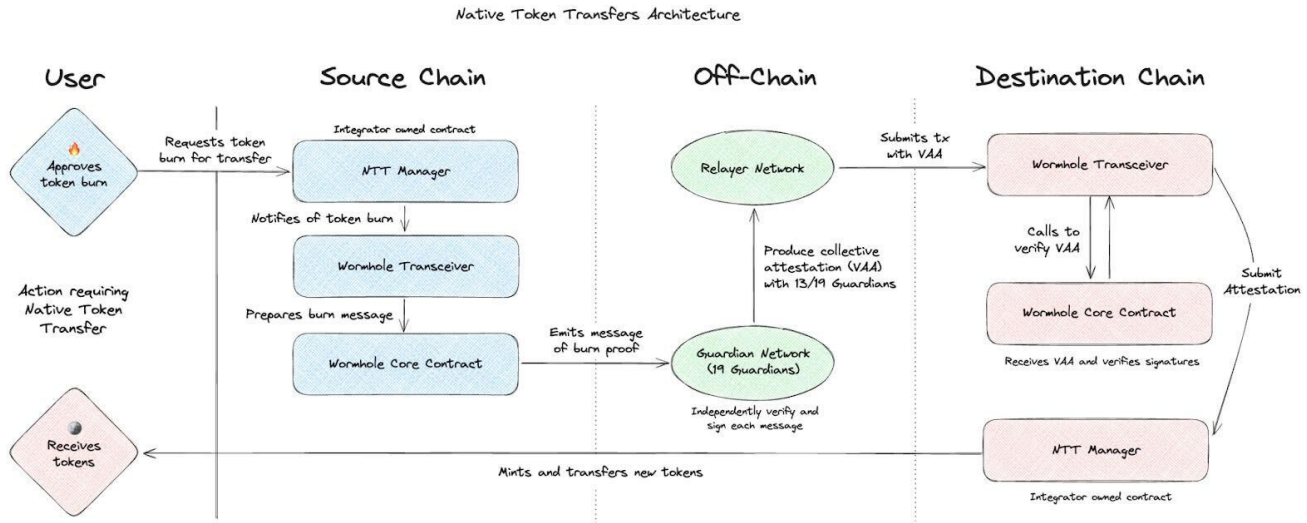 Native Token Transfers Architecture
User
Source Chain
Off-Chain
Destination Chain
Approves
token burn
Requests token
burn for transfer
Integrator owned contract
NTT Manager
Notifies of token burn
Wormhole Transceiver
Prepares burn message
Wormhole Core Contract
Action requiring
Native Token
Transfer
Emits message
of burn proof
Relayer Network
Produce collective
attestation (VAA)
with 13/19 Guardians
Guardian Network
(19 Guardians)
Independently verify and
sign each message
Submits tx
with VAA
Wormhole Transceiver
Calls to
verify VAA
Submit
Attestation
Wormhole Core Contract
Receives VAA and verifies signatures
NTT Manager
Integrator owned contract
Mints and transfers new tokens
Receives
tokens